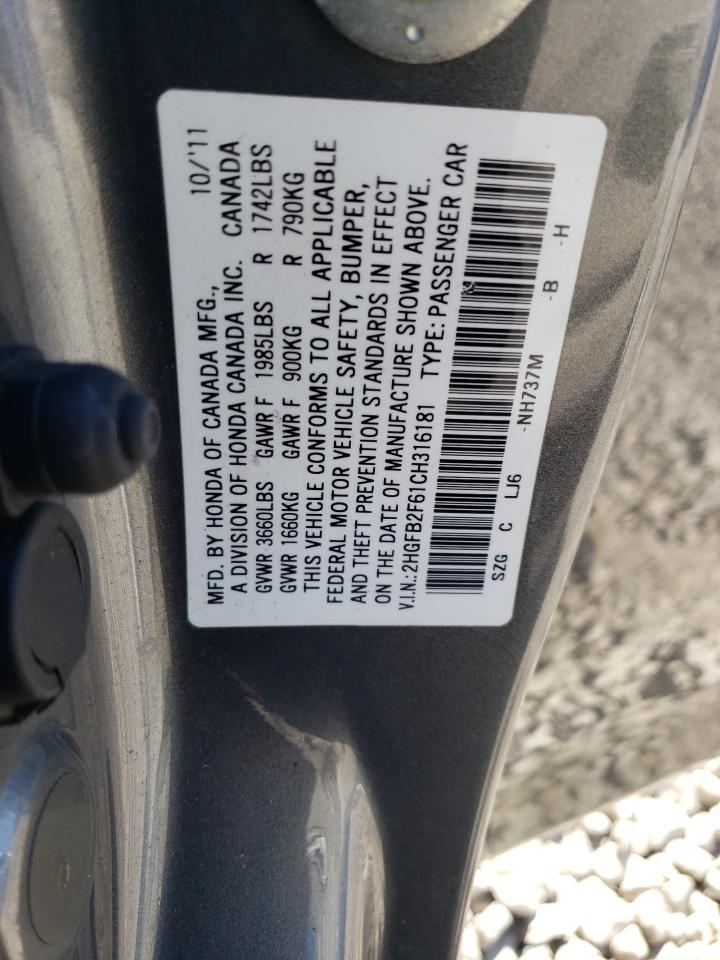 MFD. BY HONDA OF CANADA MFG., 10/'11
A DIVISION OF HONDA CANADA INC. CANADA
GVWR 3660LBS GAWR F 1985LBS R 1742LBS
GVWR 1660KG GAWR F 900KG R 790KG
THIS VEHICLE CONFORMS TO ALL APPLICABLE
FEDERAL MOTOR VEHICLE SAFETY, BUMPER,
AND THEFT PREVENTION STANDARDS IN EFFECT
ON THE DATE OF MANUFACTURE SHOWN ABOVE.
V.I.N.:2HGFB2F61CH316181 TYPE: PASSENGER CAR
SZG C LJ6 -NH737M -B -H